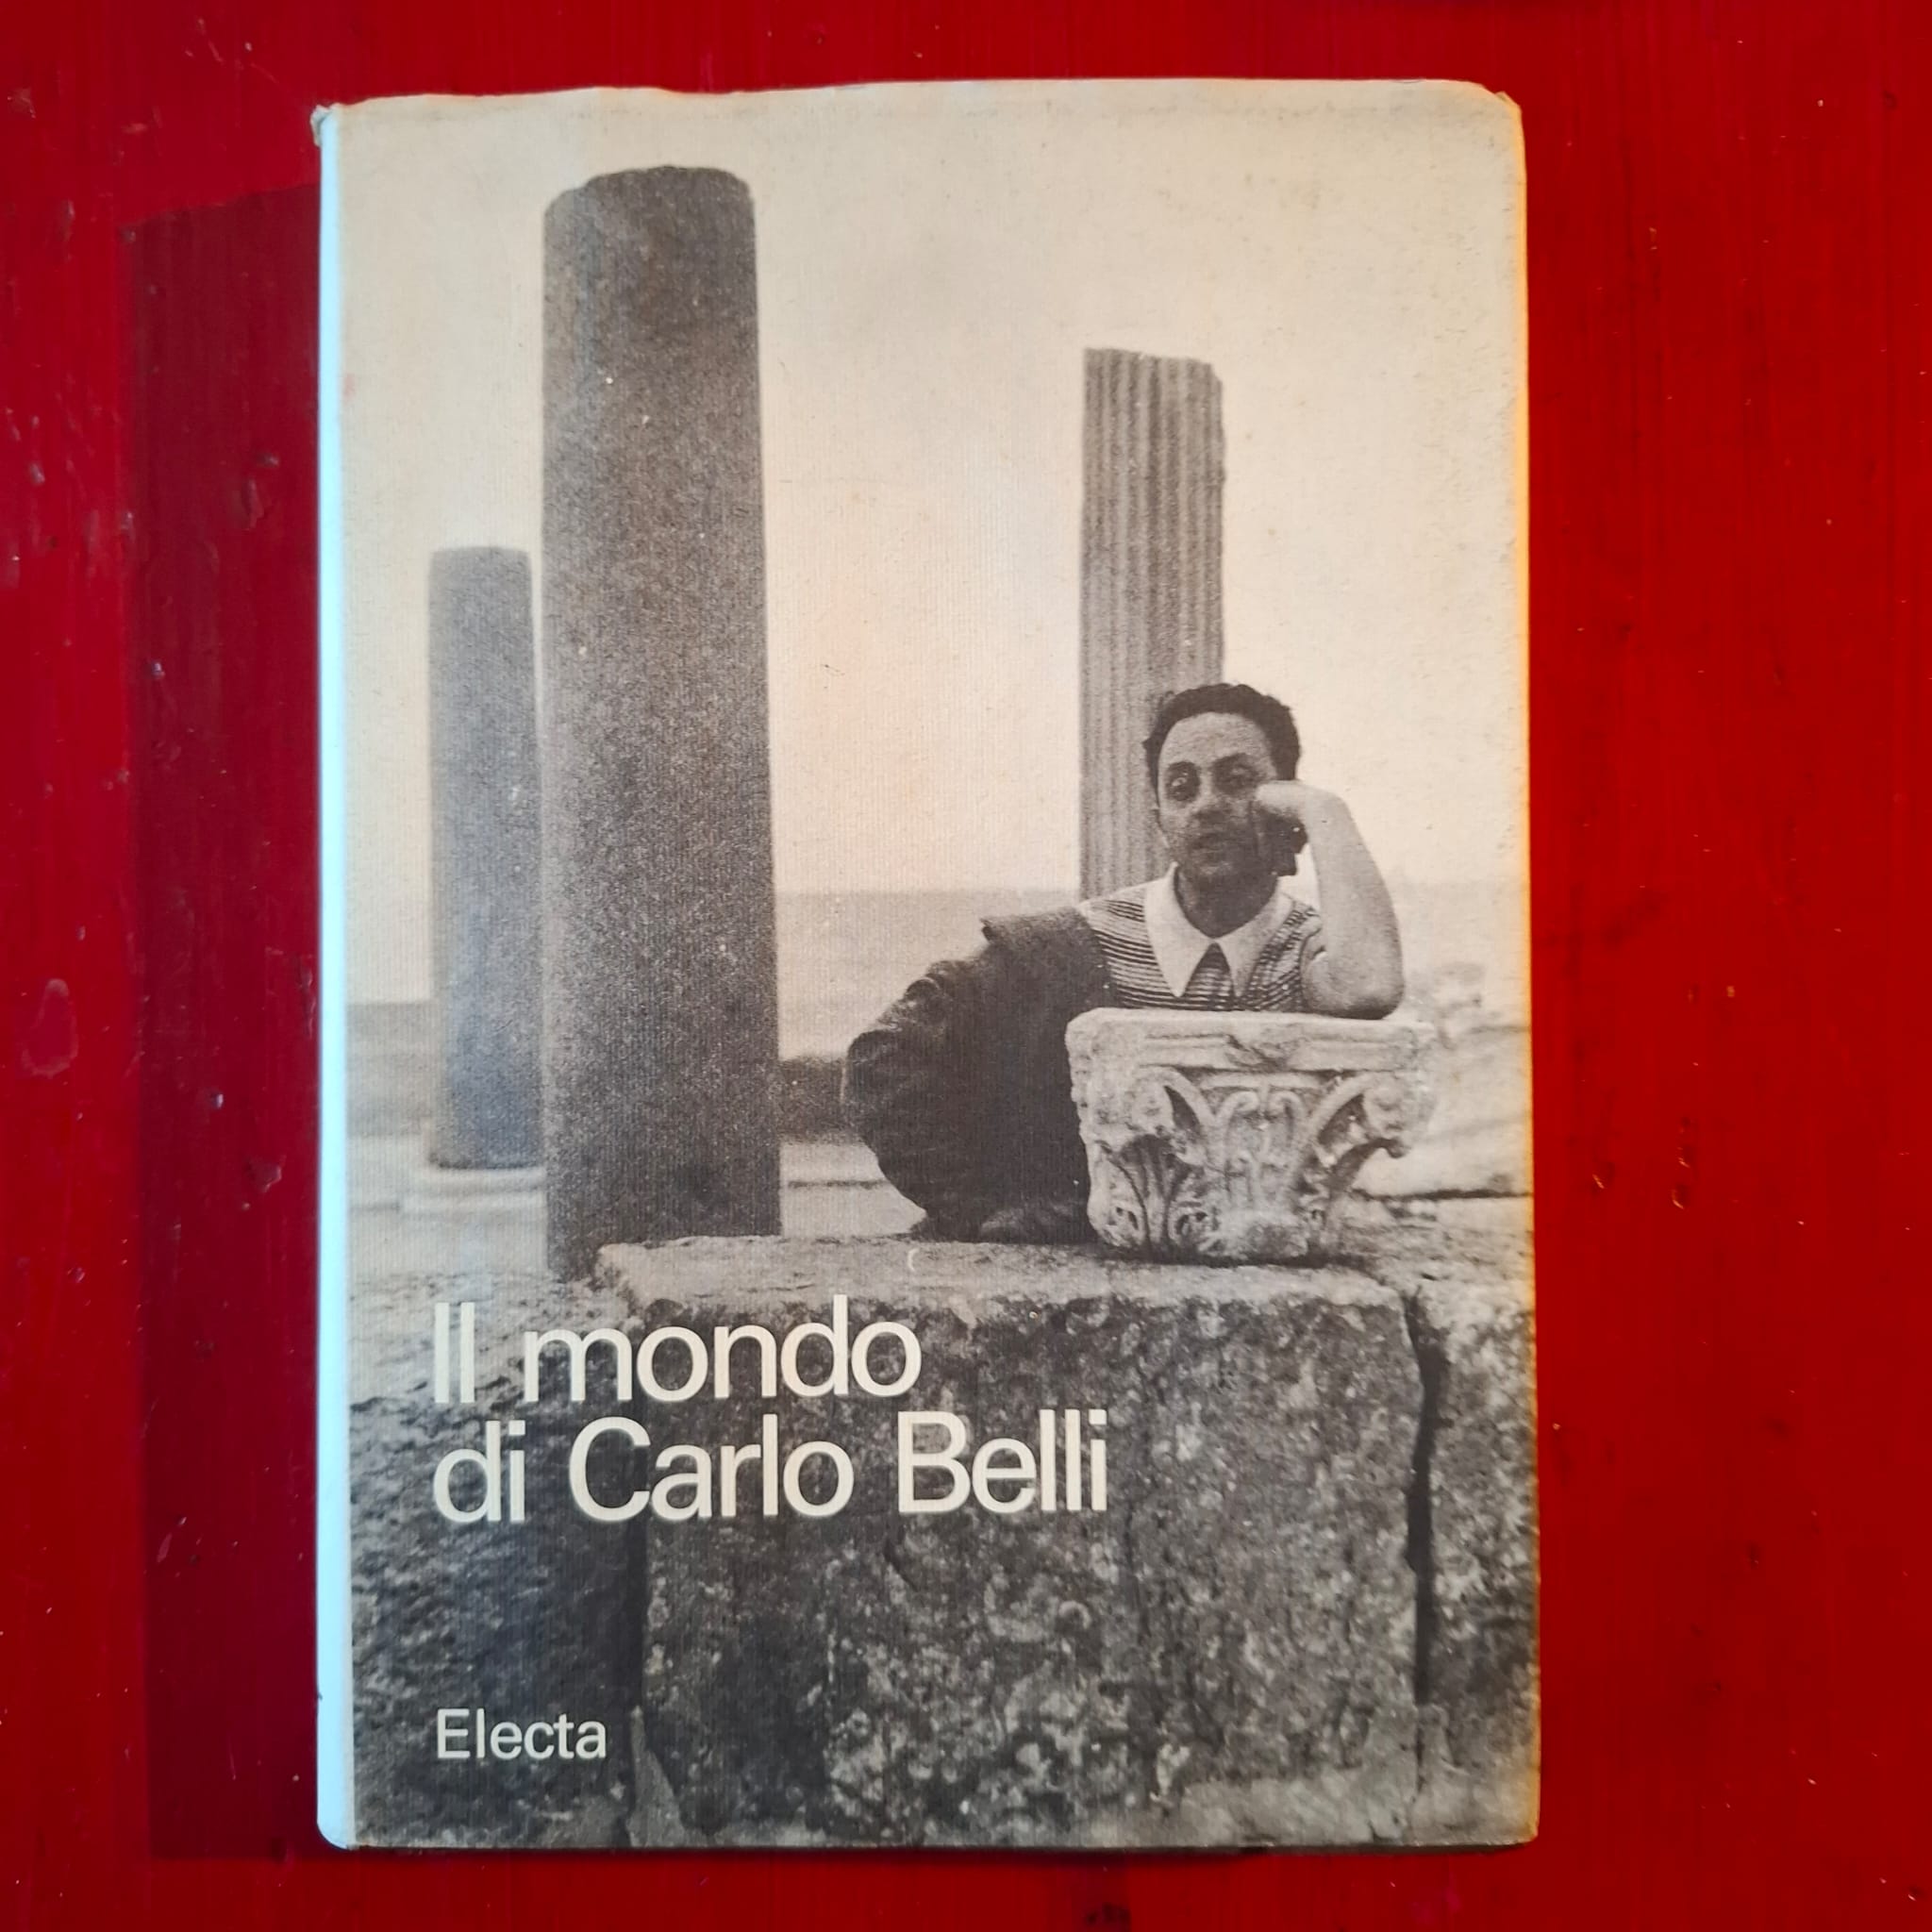 Il mondo
di Carlo Belli
Electa